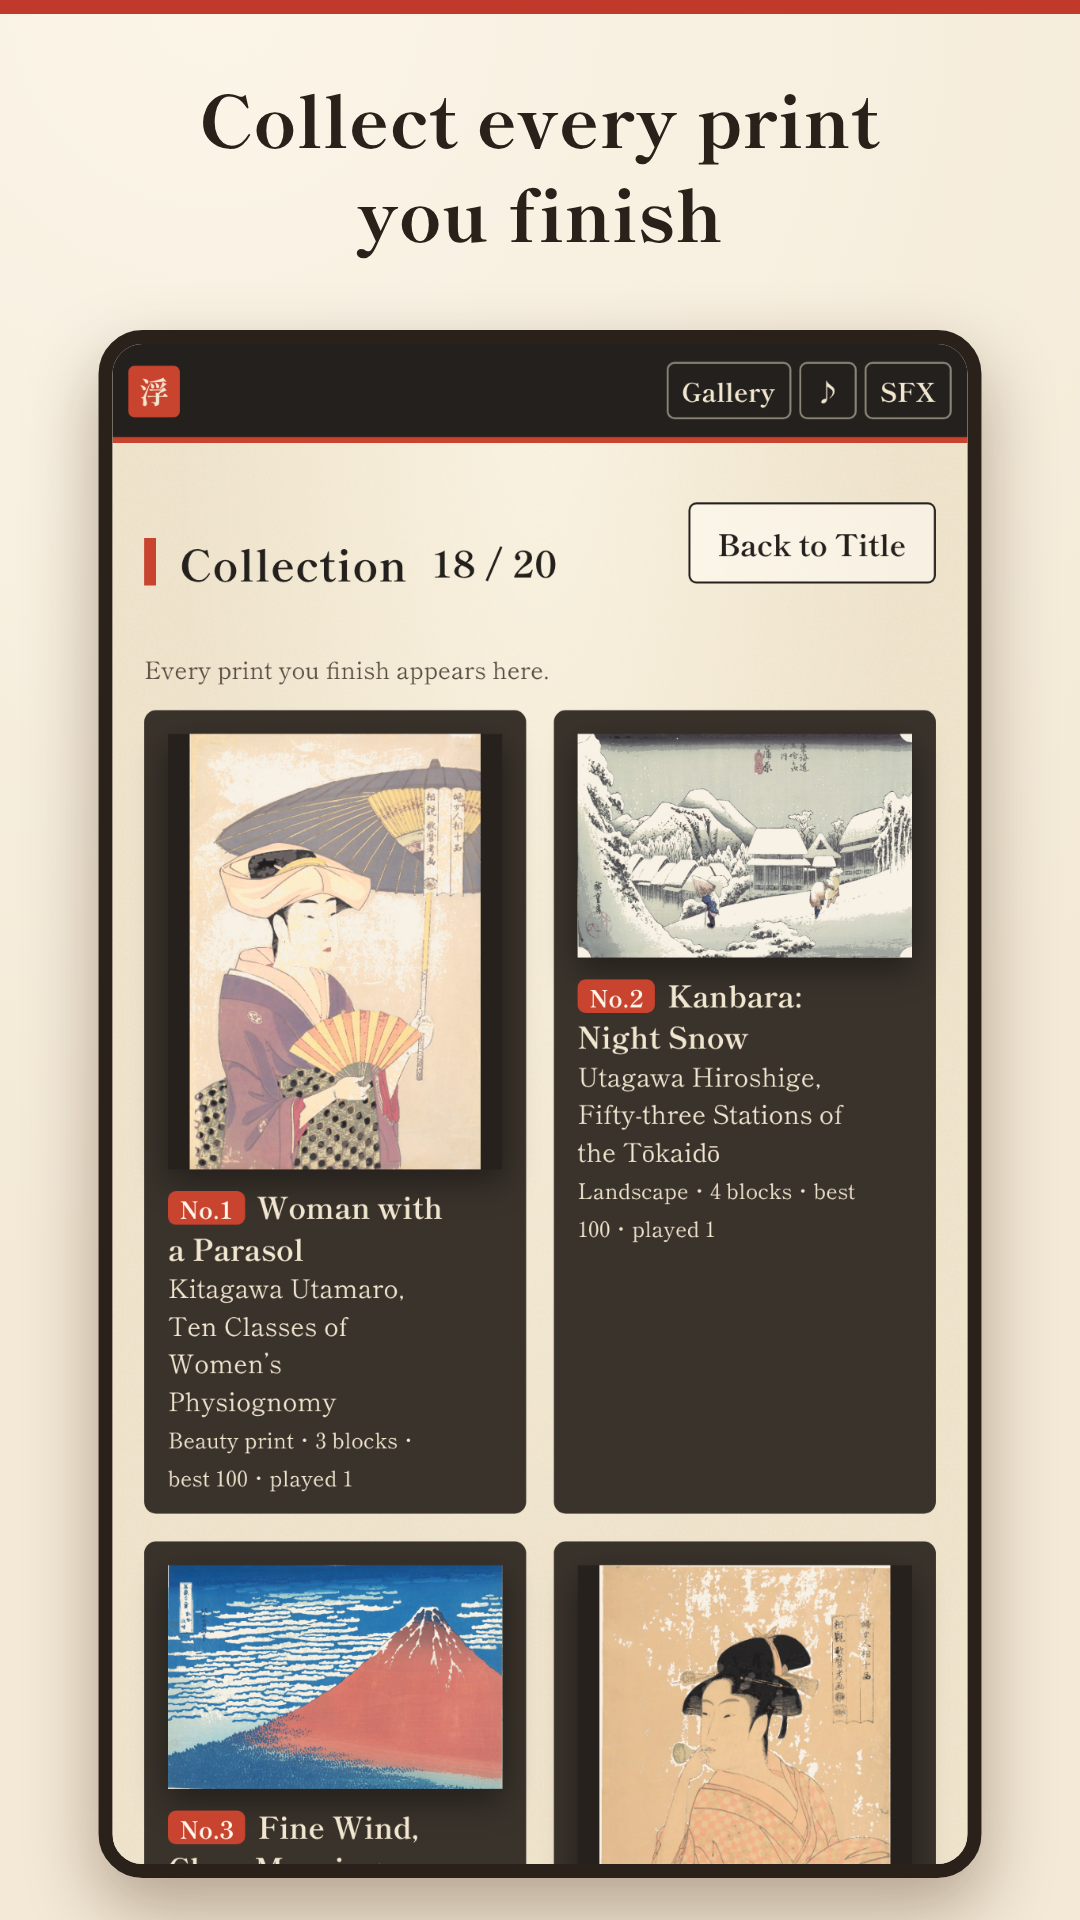 Collect every print
you finish
浮
Gallery
♪
SFX
Back to Title
Collection 18 / 20
Every print you finish appears here.
No.1 Woman with
a Parasol
Kitagawa Utamaro,
Ten Classes of
Women's
Physiognomy
Beauty print · 3 blocks ·
best 100 · played 1
蒲原
No.2 Kanbara:
Night Snow
Utagawa Hiroshige,
Fifty-three Stations of
the Tōkaidō
Landscape · 4 blocks · best
100 · played 1
No.3 Fine Wind,